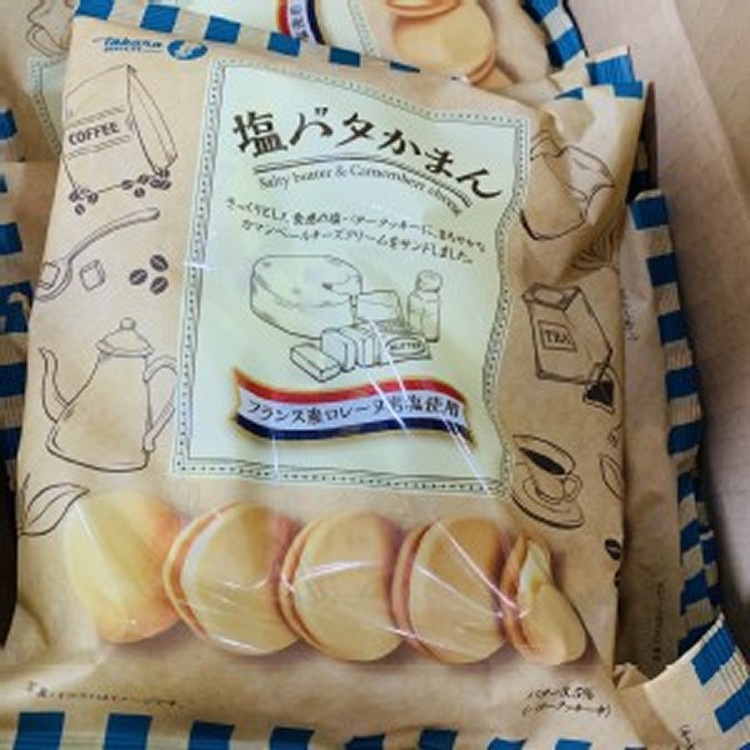 takara
COFFEE
塩バタかまん
Salty butter & Camembert cheese
さっくりとした食感の塩バタークッキーに、まろやかな
カマンベールチーズクリームをサンドしました。
BUTTER
TEA
フランス産ロレーヌ岩塩使用